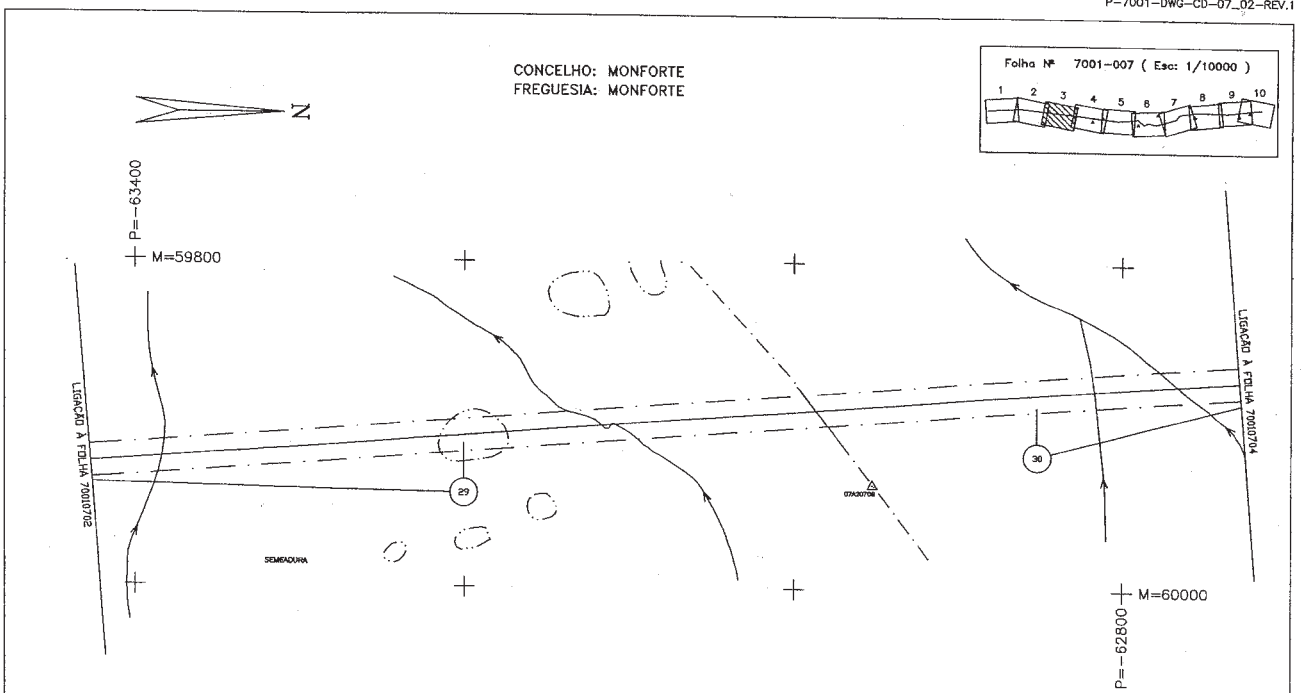 P-7001-DWG-CD-07_02-REV.1
CONCELHO: MONFORTE
FREGUESIA: MONFORTE
Folha Nº 7001-007 ( Esc: 1/10000 )
1 2 3 4 5 6 7 8 9 10
N
P=-63400
M=59800
LIGAÇÃO À FOLHA 70010702
LIGAÇÃO À FOLHA 70010704
29
30
07A30708
SEMEADURA
M=60000
P=-62800